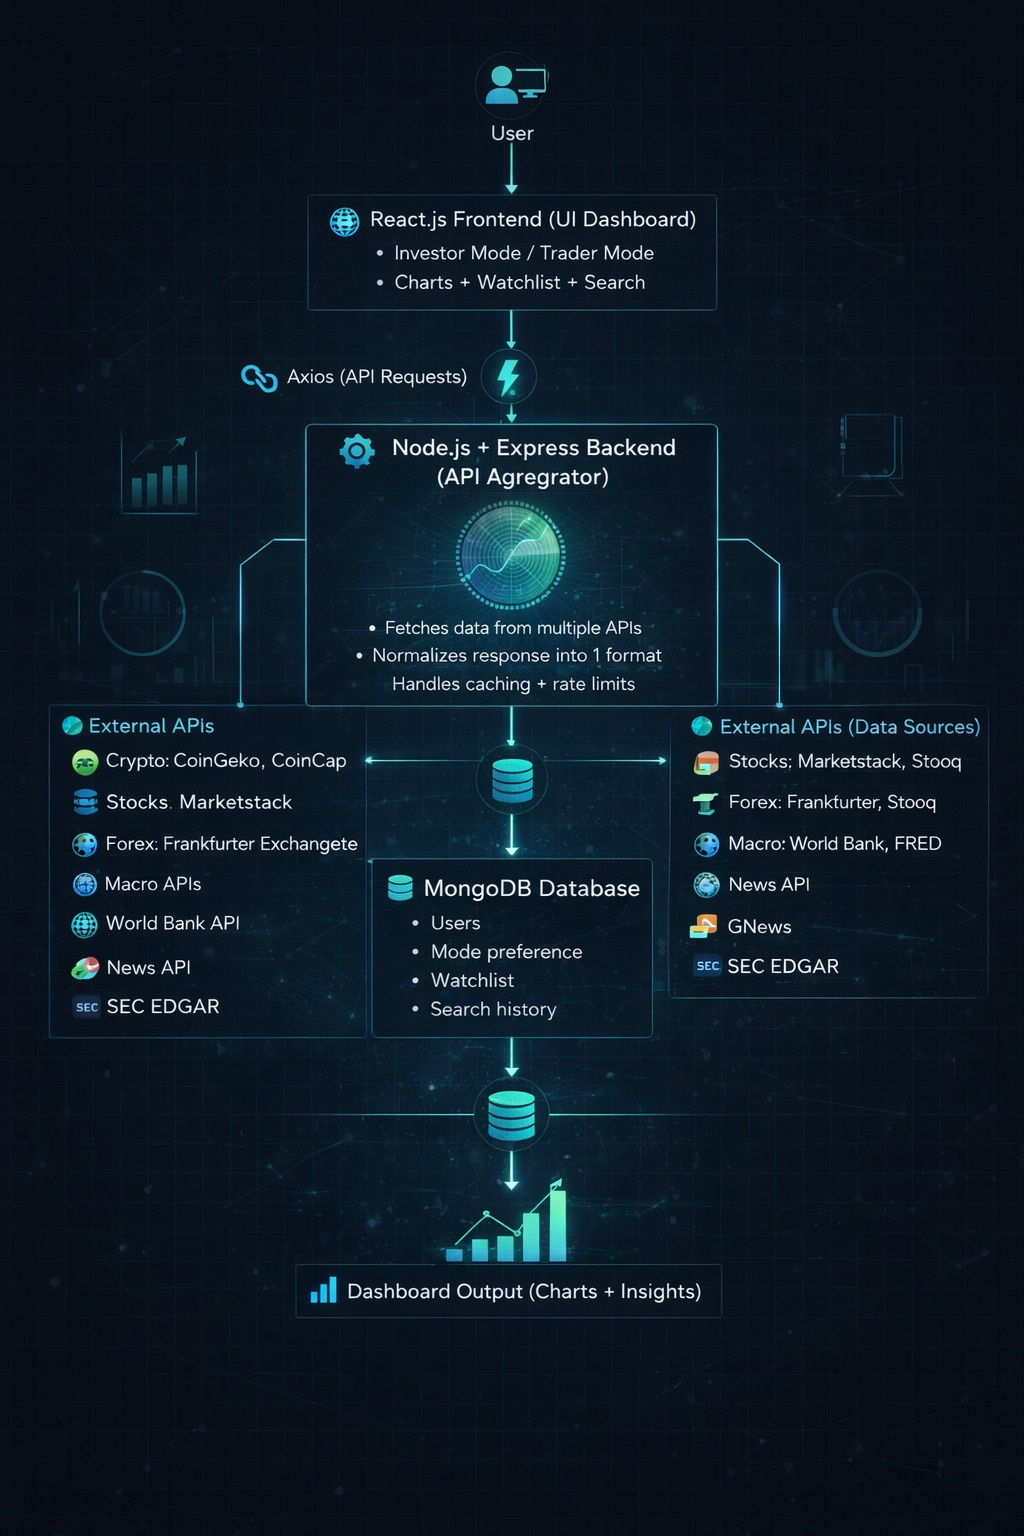 User
React.js Frontend (UI Dashboard)
• Investor Mode / Trader Mode
• Charts + Watchlist + Search
Axios (API Requests)
Node.js + Express Backend
(API Agregrator)
• Fetches data from multiple APIs
• Normalizes response into 1 format
Handles caching + rate limits
External APIs
Crypto: CoinGeko, CoinCap
Stocks. Marketstack
Forex: Frankfurter Exchangete
Macro APIs
World Bank API
News API
SEC SEC EDGAR
External APIs (Data Sources)
Stocks: Marketstack, Stooq
Forex: Frankfurter, Stooq
Macro: World Bank, FRED
News API
GNews
SEC SEC EDGAR
MongoDB Database
• Users
• Mode preference
• Watchlist
• Search history
Dashboard Output (Charts + Insights)